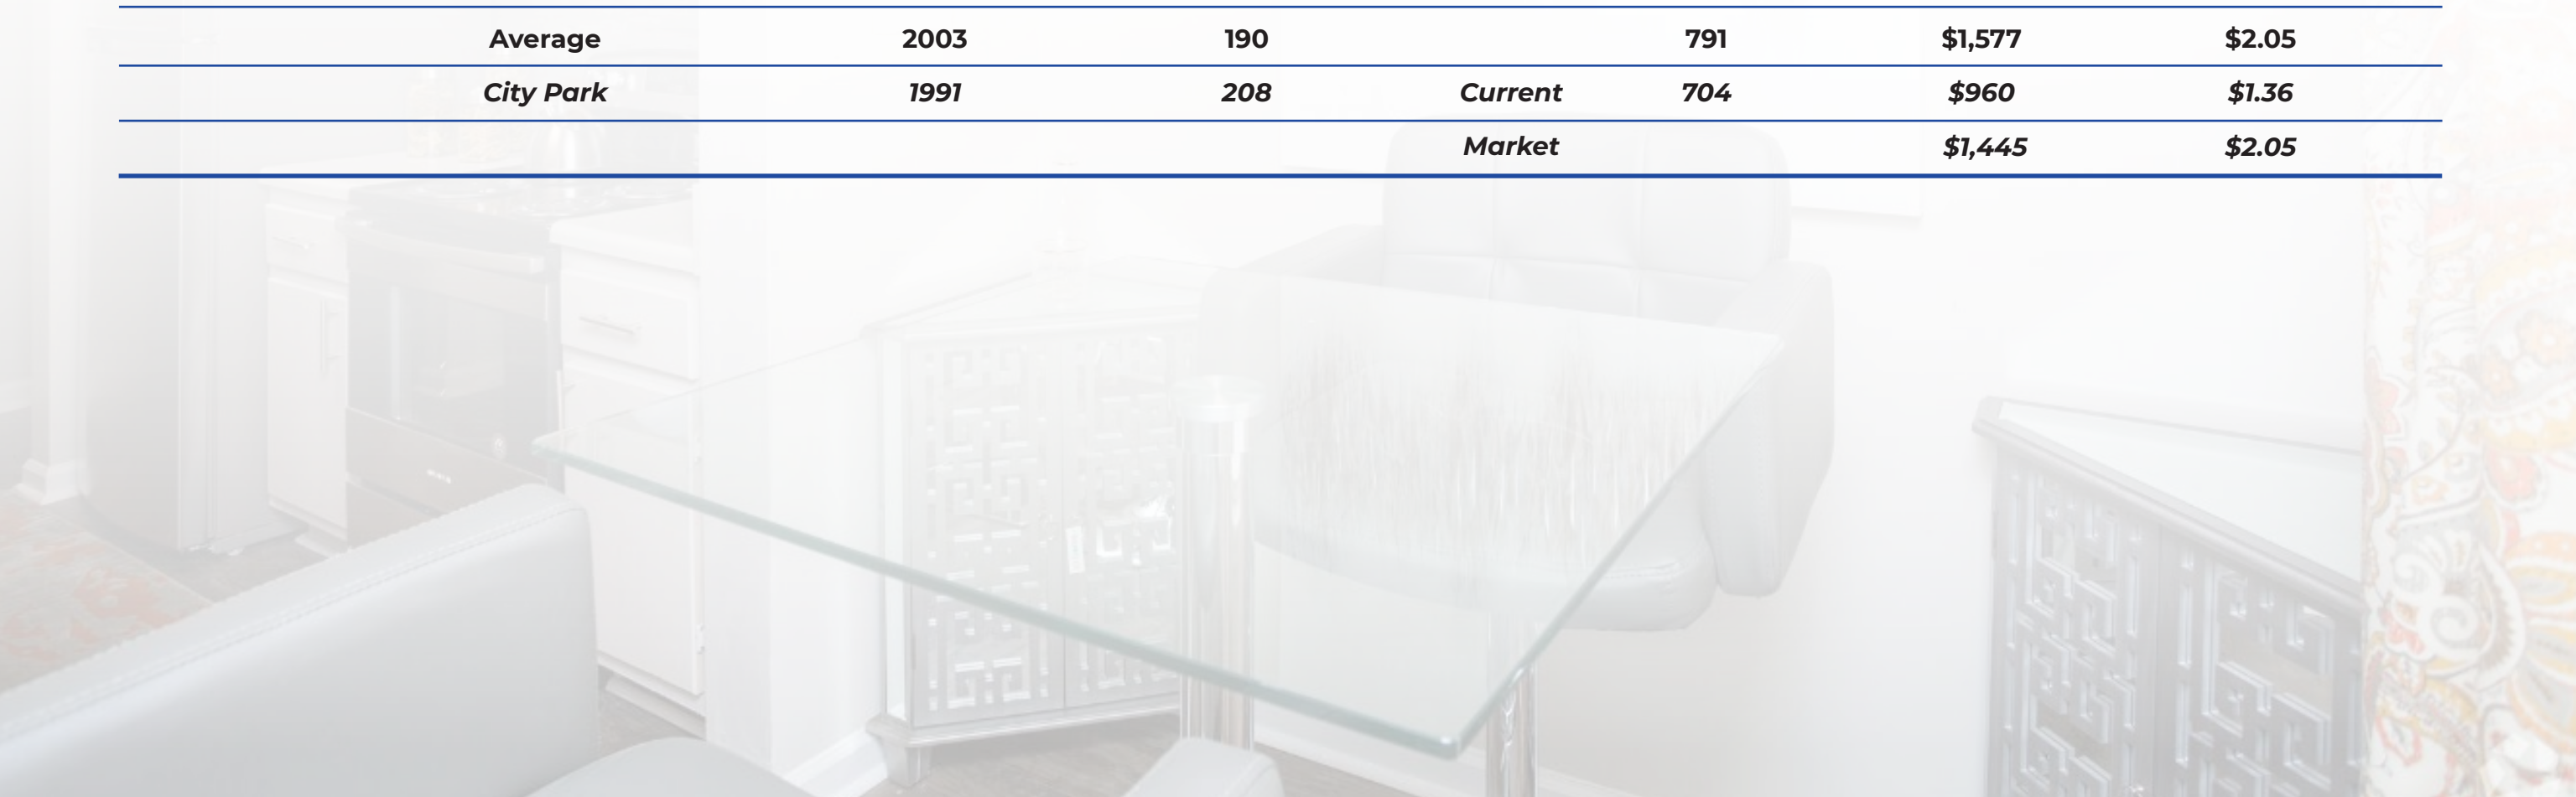 Average 2003 190 791 $1,577 $2.05
City Park 1991 208 Current 704 $960 $1.36
Market $1,445 $2.05